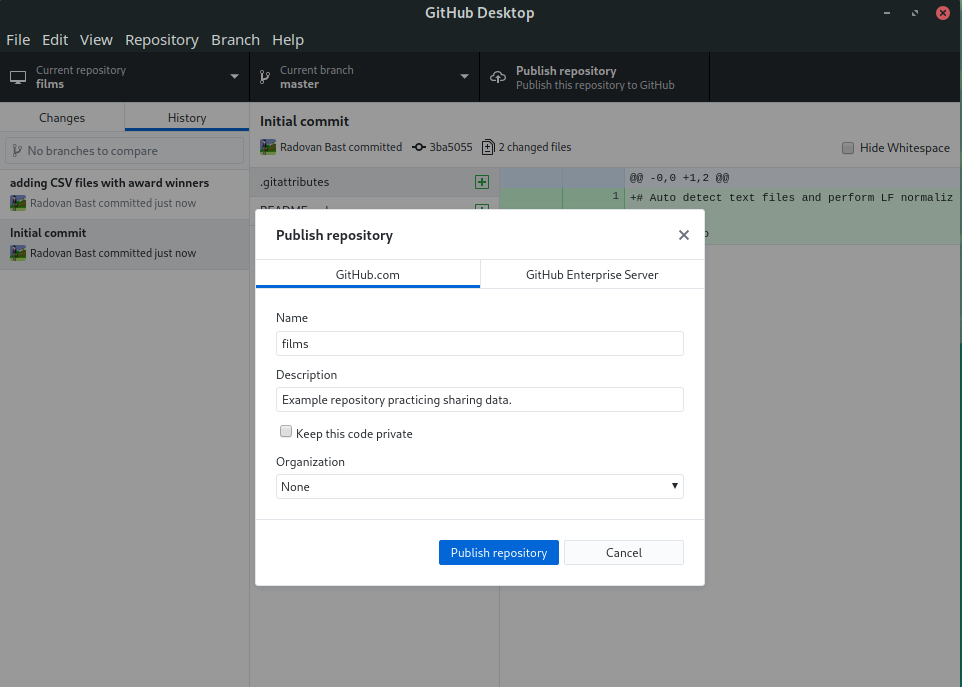 GitHub Desktop
File Edit View Repository Branch Help
Current repository
films
Current branch
master
Publish repository
Publish this repository to GitHub
Changes
History
No branches to compare
adding CSV files with award winners
Radovan Bast committed just now
Initial commit
Radovan Bast committed just now
Initial commit
Radovan Bast committed 3ba5055 2 changed files
Hide Whitespace
.gitattributes
@@ -0,0 +1,2 @@
1 +# Auto detect text files and perform LF normaliz
Publish repository
GitHub.com
GitHub Enterprise Server
Name
films
Description
Example repository practicing sharing data.
Keep this code private
Organization
None
Publish repository
Cancel